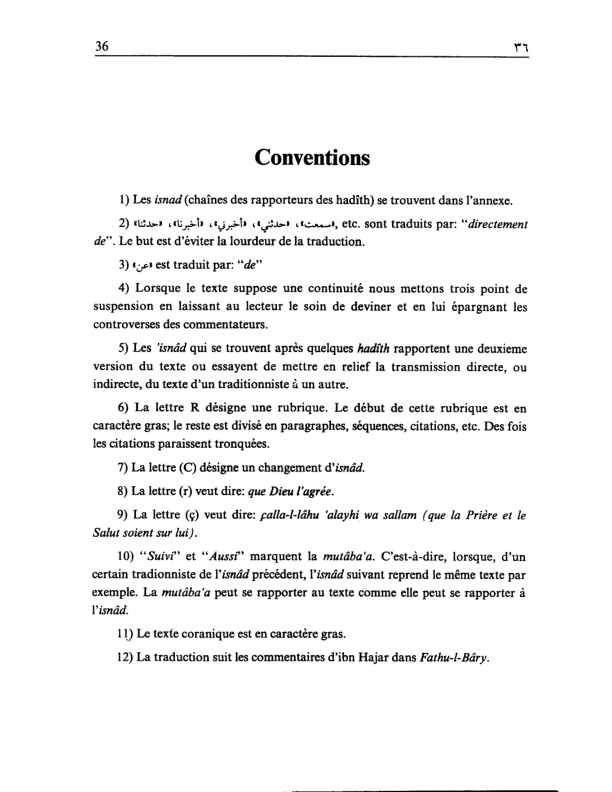 36 ٣٦
Conventions
1) Les isnad (chaînes des rapporteurs des hadîth) se trouvent dans l'annexe.
2) «سمعت»، «حدثني»، «أخبرني»، «أخبرنا»، «حدثنا», etc. sont traduits par: “directement
de”. Le but est d'éviter la lourdeur de la traduction.
3) «عن» est traduit par: “de”
4) Lorsque le texte suppose une continuité nous mettons trois point de
suspension en laissant au lecteur le soin de deviner et en lui épargnant les
controverses des commentateurs.
5) Les 'isnâd qui se trouvent après quelques hadîth rapportent une deuxieme
version du texte ou essayent de mettre en relief la transmission directe, ou
indirecte, du texte d'un traditionniste à un autre.
6) La lettre R désigne une rubrique. Le début de cette rubrique est en
caractère gras; le reste est divisé en paragraphes, séquences, citations, etc. Des fois
les citations paraissent tronquées.
7) La lettre (C) désigne un changement d'isnâd.
8) La lettre (r) veut dire: que Dieu l'agrée.
9) La lettre (ç) veut dire: çalla-l-lâhu 'alayhi wa sallam (que la Prière et le
Salut soient sur lui).
10) “Suivi” et “Aussi” marquent la mutâba'a. C'est-à-dire, lorsque, d'un
certain tradionniste de l'isnâd précédent, l'isnâd suivant reprend le même texte par
exemple. La mutâba'a peut se rapporter au texte comme elle peut se rapporter à
l'isnâd.
11) Le texte coranique est en caractère gras.
12) La traduction suit les commentaires d'ibn Hajar dans Fathu-l-Bâry.